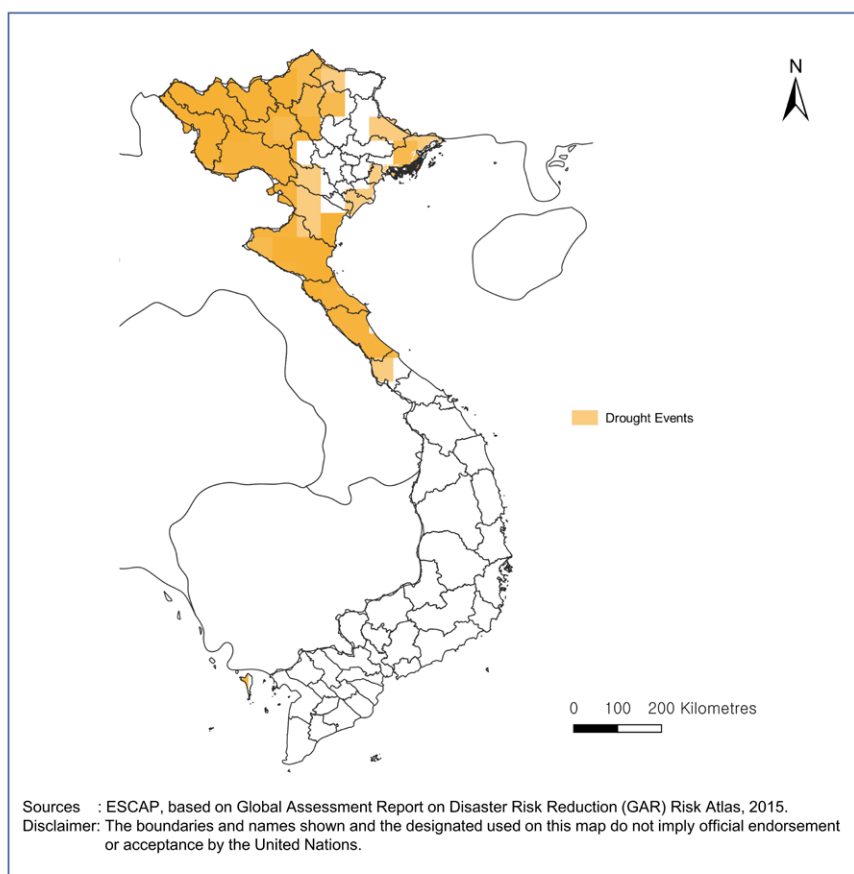 N
Drought Events
0 100 200 Kilometres
Sources : ESCAP, based on Global Assessment Report on Disaster Risk Reduction (GAR) Risk Atlas, 2015.
Disclaimer: The boundaries and names shown and the designated used on this map do not imply official endorsement
or acceptance by the United Nations.